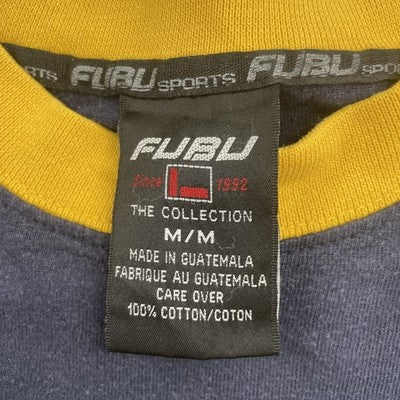 FUBU SPORTS FUBU SPORTS
FUBU
Since 1992
THE COLLECTION
M/M
MADE IN GUATEMALA
FABRIQUE AU GUATEMALA
CARE OVER
100% COTTON/COTON